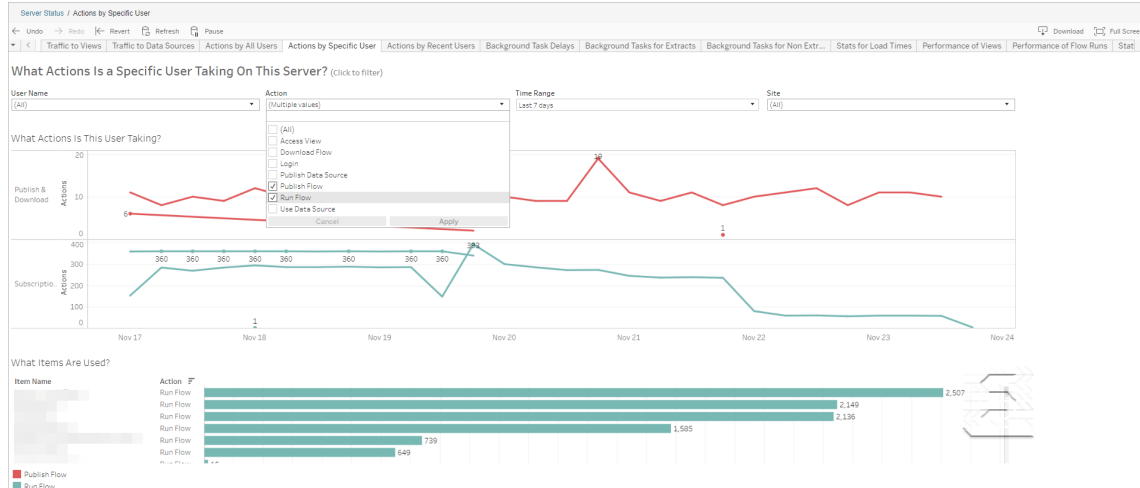 Server Status / Actions by Specific User
Undo Redo Revert Refresh Pause Download Full Scree
Traffic to Views Traffic to Data Sources Actions by All Users Actions by Specific User Actions by Recent Users Background Task Delays Background Tasks for Extracts Background Tasks for Non Extr... Stats for Load Times Performance of Views Performance of Flow Runs Stat
What Actions Is a Specific User Taking On This Server? (Click to filter)
User Name Action Time Range Site
(All) (Multiple values) Last 7 days (All)
(All)
Access View
Download Flow
Login
Publish Data Source
Publish Flow
Run Flow
Use Data Source
Cancel Apply
What Actions Is This User Taking?
Publish & Download
Actions
20
10
0
6
19
1
Subscriptio..
Actions
400
300
200
100
0
360 360 360 360 360 360 360 360
393
1
Nov 17 Nov 18 Nov 19 Nov 20 Nov 21 Nov 22 Nov 23 Nov 24
What Items Are Used?
Item Name Action
Run Flow 2,507
Run Flow 2,149
Run Flow 2,136
Run Flow 1,585
Run Flow 739
Run Flow 649
Run Flow
Publish Flow
Run Flow